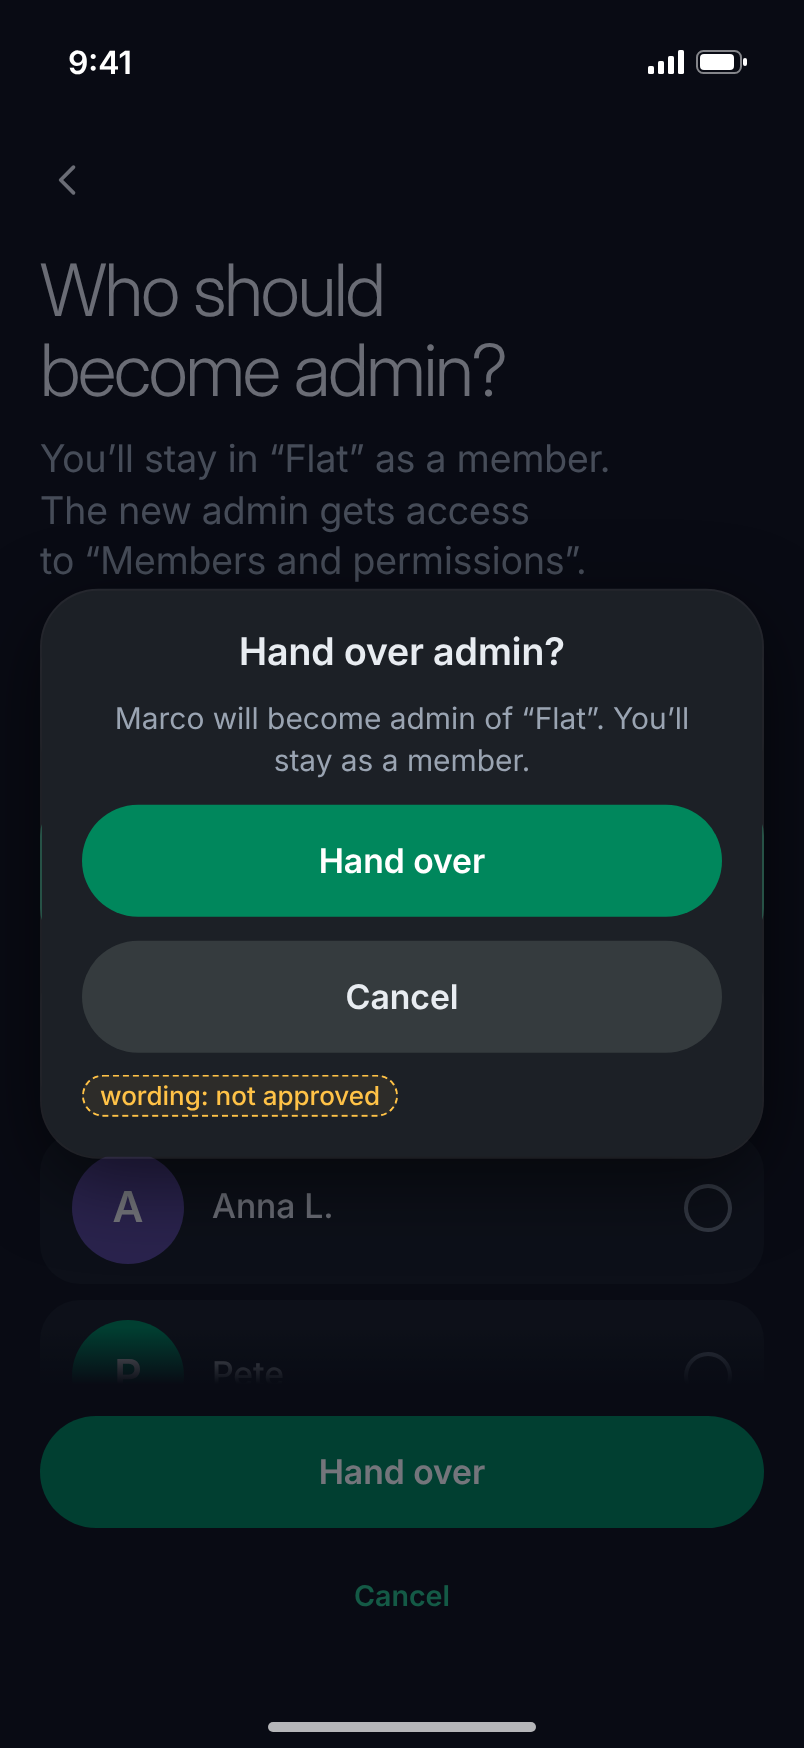 9:41
Who should
become admin?
You’ll stay in “Flat” as a member.
The new admin gets access
to “Members and permissions”.
Hand over admin?
Marco will become admin of “Flat”. You’ll
stay as a member.
Hand over
Cancel
wording: not approved
A
Anna L.
P
Pete
Hand over
Cancel